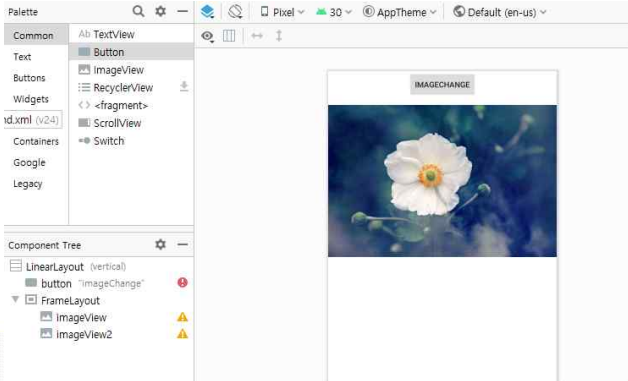 Palette
Pixel 30 AppTheme Default (en-us)
Common
Text
Buttons
Widgets
nd.xml (v24)
Containers
Google
Legacy
Ab TextView
Button
ImageView
RecyclerView
<> <fragment>
ScrollView
Switch
IMAGECHANGE
Component Tree
LinearLayout (vertical)
button "imageChange"
FrameLayout
imageView
imageView2